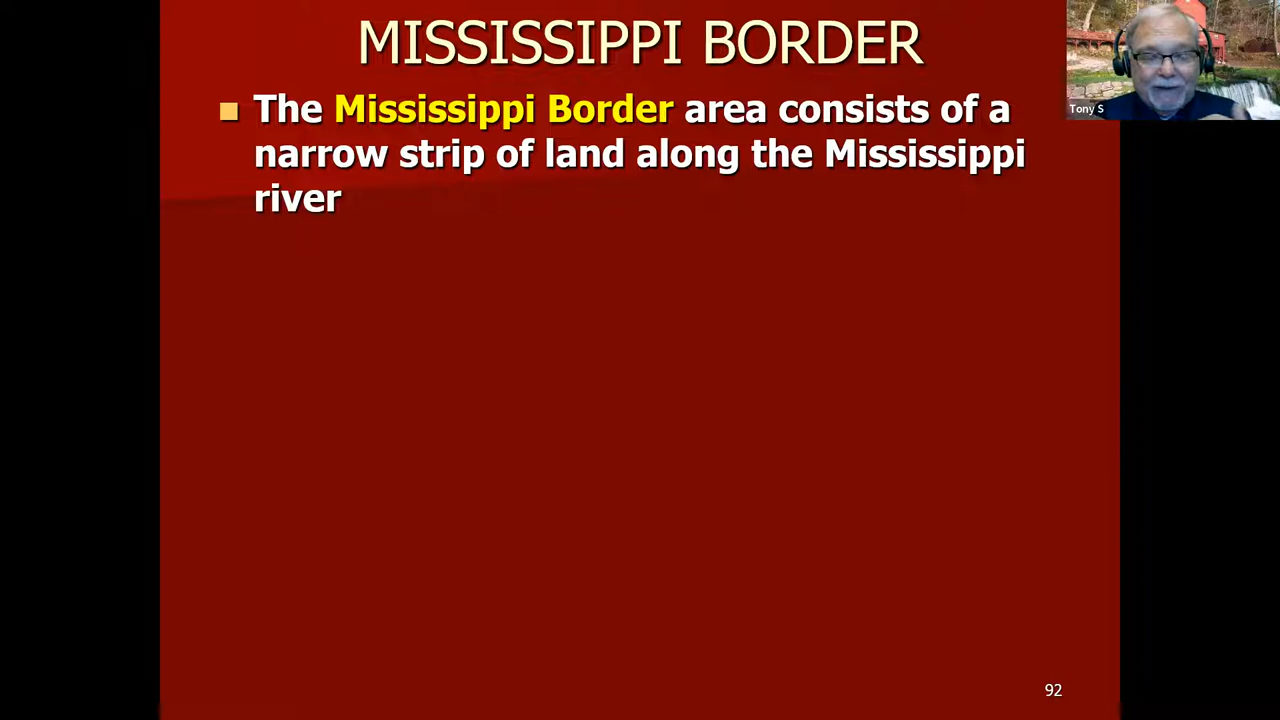 MISSISSIPPI BORDER
The Mississippi Border area consists of a
narrow strip of land along the Mississippi
river
Tony S
92